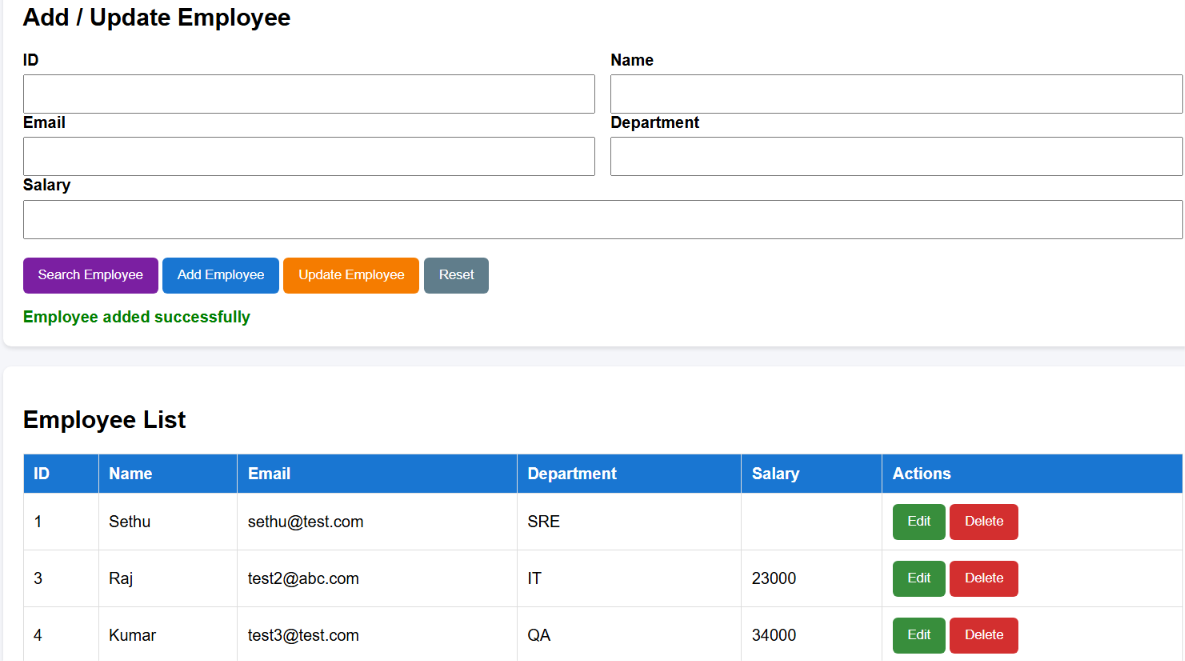 Add / Update Employee
ID Name
Email Department
Salary
Search Employee Add Employee Update Employee Reset
Employee added successfully
Employee List
ID Name Email Department Salary Actions
1 Sethu sethu@test.com SRE Edit Delete
3 Raj test2@abc.com IT 23000 Edit Delete
4 Kumar test3@test.com QA 34000 Edit Delete